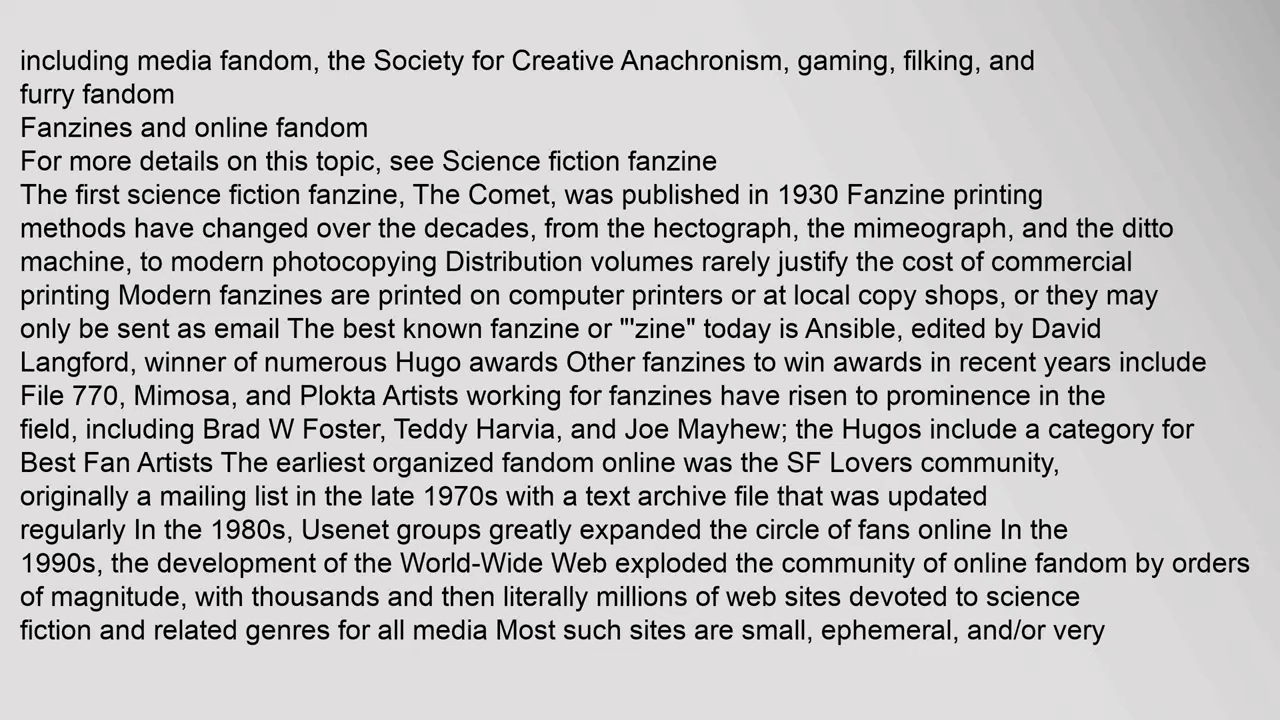 including media fandom, the Society for Creative Anachronism, gaming, filking, and
furry fandom
Fanzines and online fandom
For more details on this topic, see Science fiction fanzine
The first science fiction fanzine, The Comet, was published in 1930 Fanzine printing
methods have changed over the decades, from the hectograph, the mimeograph, and the ditto
machine, to modern photocopying Distribution volumes rarely justify the cost of commercial
printing Modern fanzines are printed on computer printers or at local copy shops, or they may
only be sent as email The best known fanzine or "'zine" today is Ansible, edited by David
Langford, winner of numerous Hugo awards Other fanzines to win awards in recent years include
File 770, Mimosa, and Plokta Artists working for fanzines have risen to prominence in the
field, including Brad W Foster, Teddy Harvia, and Joe Mayhew; the Hugos include a category for
Best Fan Artists The earliest organized fandom online was the SF Lovers community,
originally a mailing list in the late 1970s with a text archive file that was updated
regularly In the 1980s, Usenet groups greatly expanded the circle of fans online In the
1990s, the development of the World-Wide Web exploded the community of online fandom by orders
of magnitude, with thousands and then literally millions of web sites devoted to science
fiction and related genres for all media Most such sites are small, ephemeral, and/or very